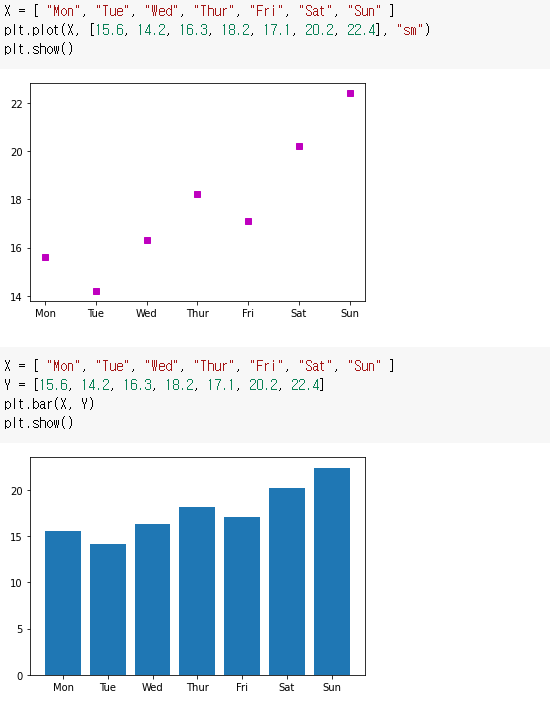 X = [ "Mon", "Tue", "Wed", "Thur", "Fri", "Sat", "Sun" ]
plt.plot(X, [15.6, 14.2, 16.3, 18.2, 17.1, 20.2, 22.4], "sm")
plt.show()
22
20
18
16
14
Mon Tue Wed Thur Fri Sat Sun
X = [ "Mon", "Tue", "Wed", "Thur", "Fri", "Sat", "Sun" ]
Y = [15.6, 14.2, 16.3, 18.2, 17.1, 20.2, 22.4]
plt.bar(X, Y)
plt.show()
20
15
10
5
0
Mon Tue Wed Thur Fri Sat Sun